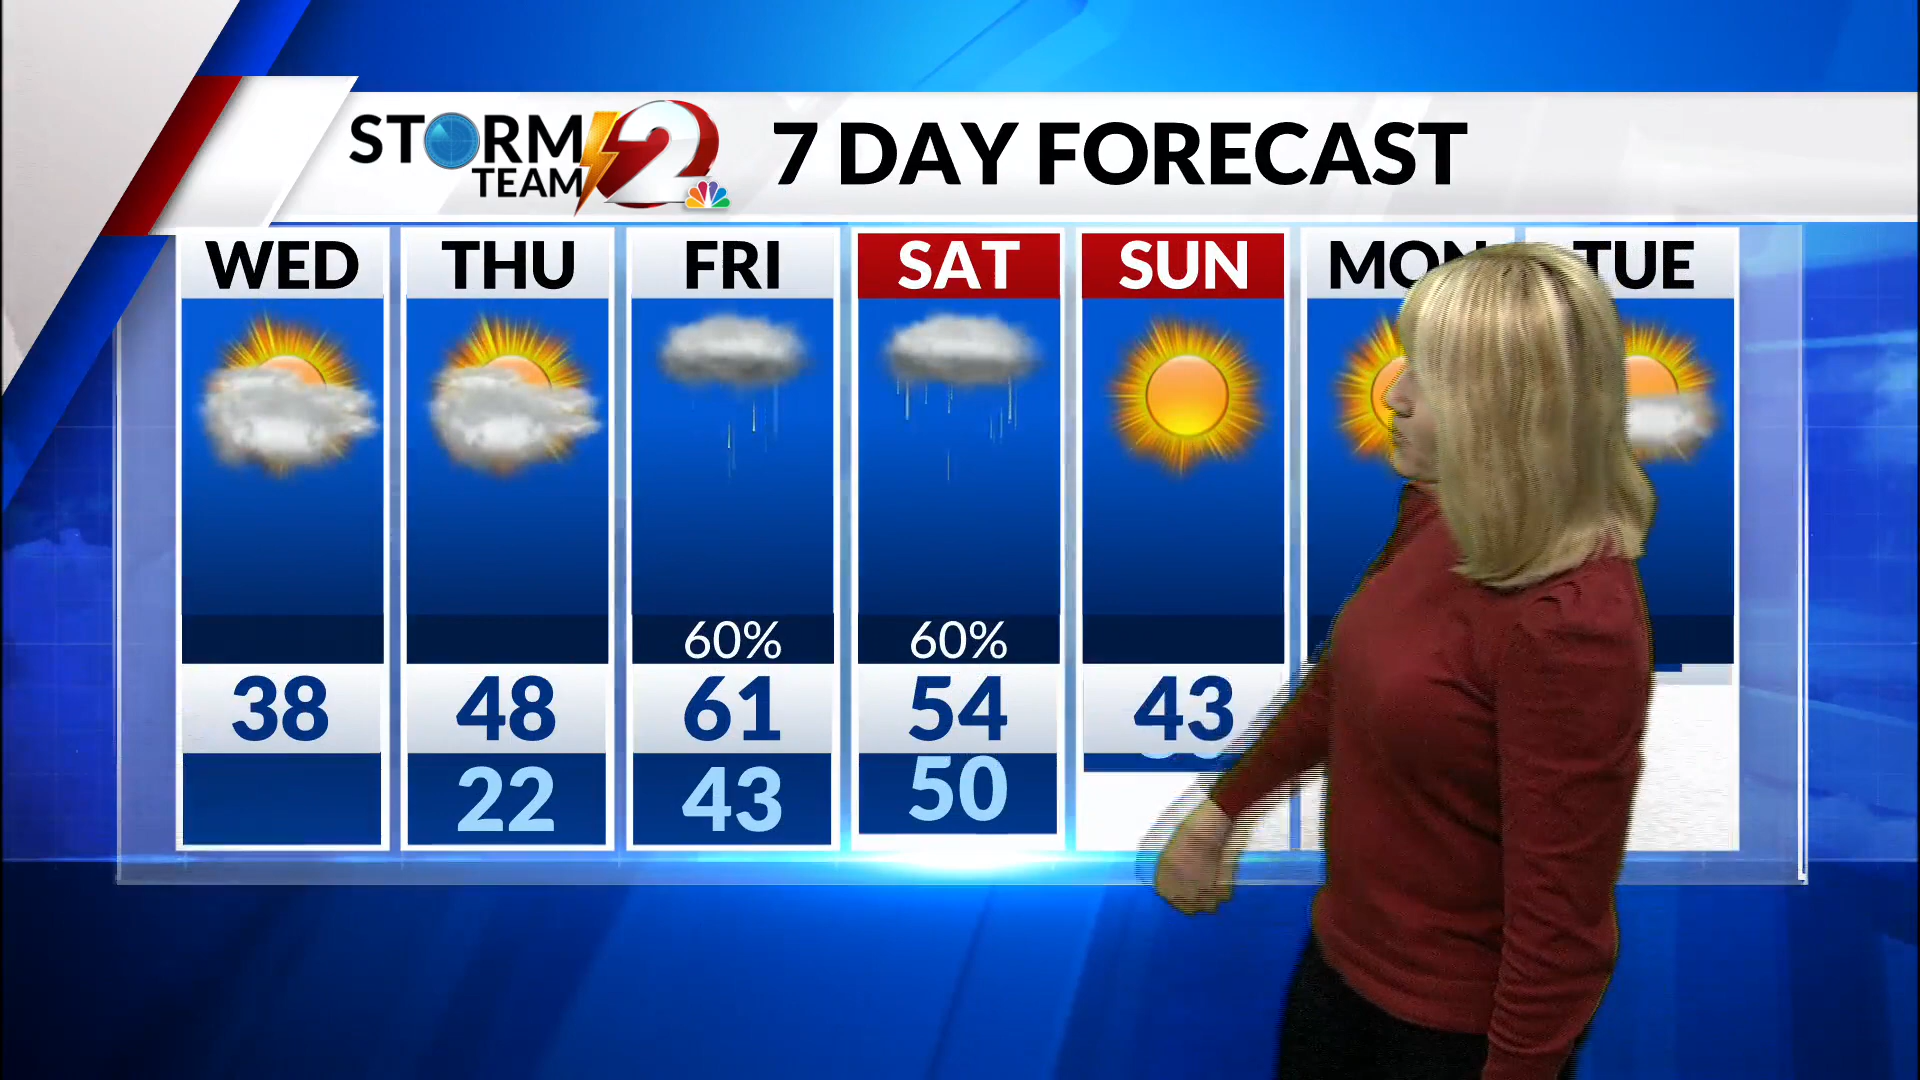 STORM
TEAM 2
7 DAY FORECAST
WED THU FRI SAT SUN MON TUE
60% 60%
38 48 61 54 43
22 43 50